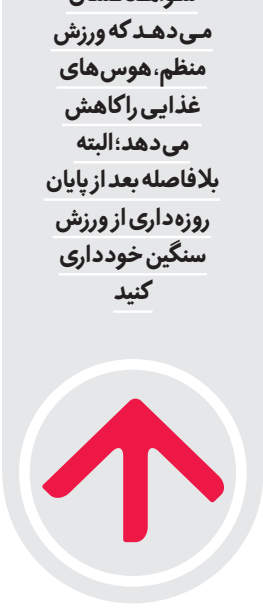 می‌دهد که ورزش
منظم، هوس‌های
غذایی را کاهش
می‌دهد؛ البته
بلافاصله بعد از پایان
روزه‌داری از ورزش
سنگین خودداری
کنید